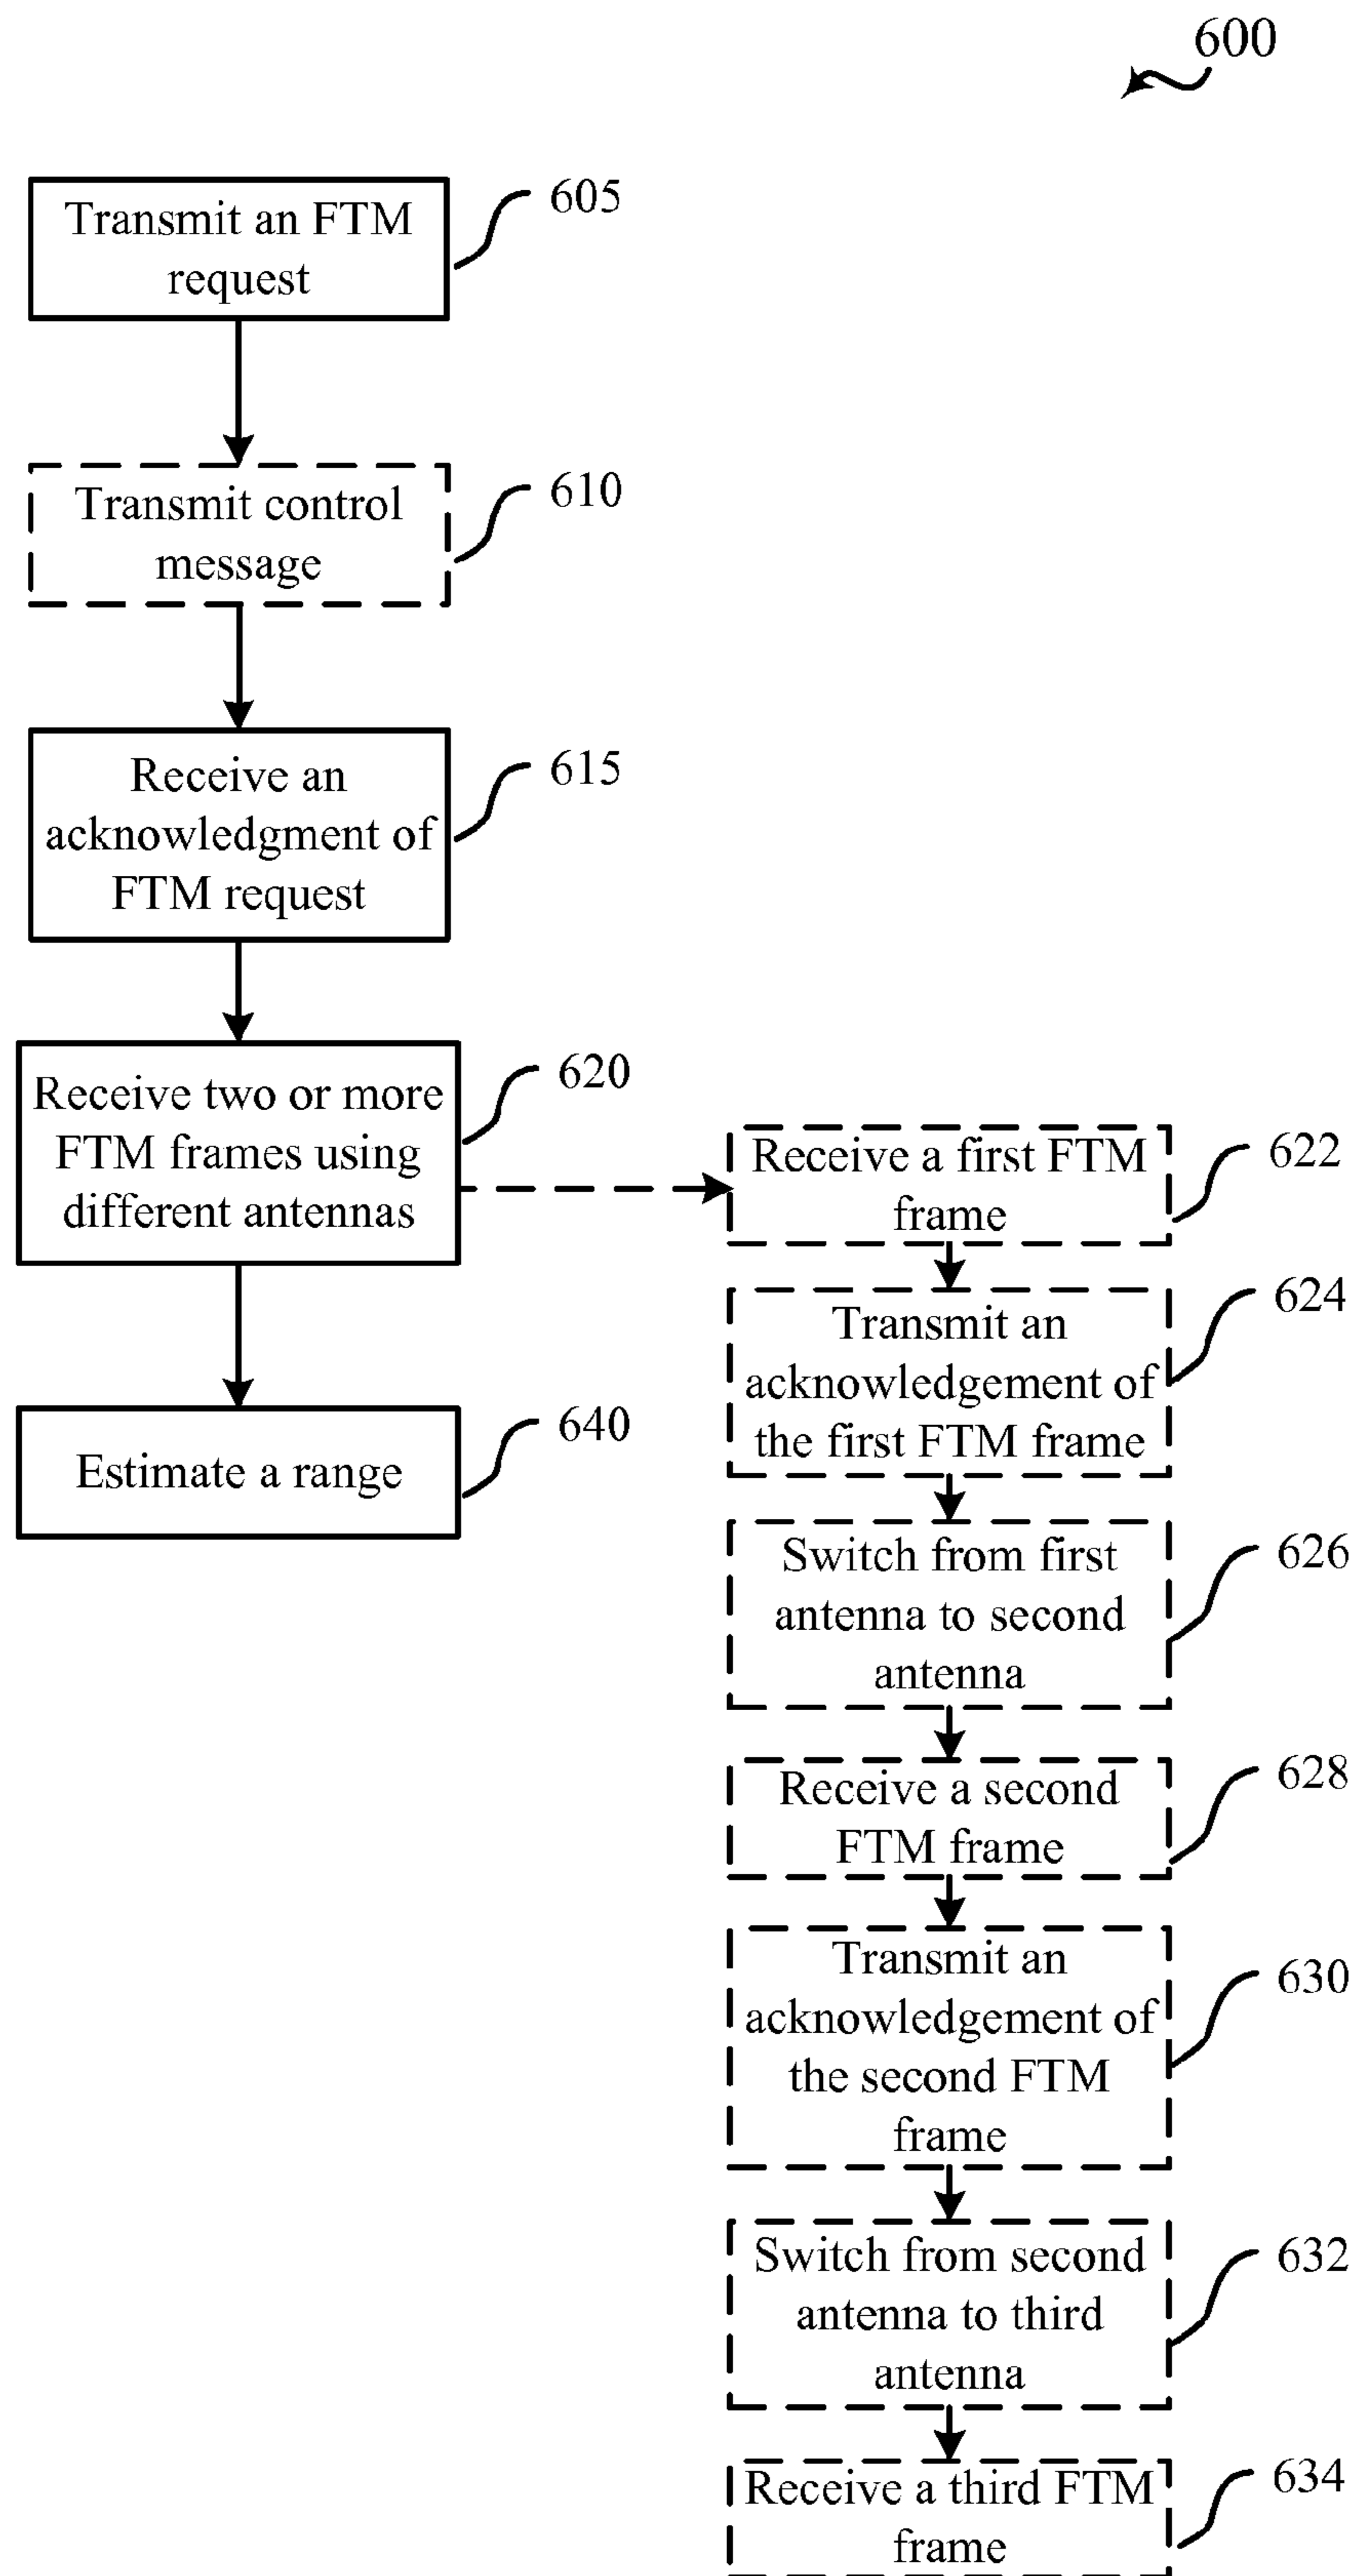 600
Transmit an FTM
request
605
Transmit control
message
610
Receive an
acknowledgment of
FTM request
615
Receive two or more
FTM frames using
different antennas
620
Estimate a range
640
Receive a first FTM
frame
622
Transmit an
acknowledgement of
the first FTM frame
624
Switch from first
antenna to second
antenna
626
Receive a second
FTM frame
628
Transmit an
acknowledgement of
the second FTM
frame
630
Switch from second
antenna to third
antenna
632
Receive a third FTM
frame
634